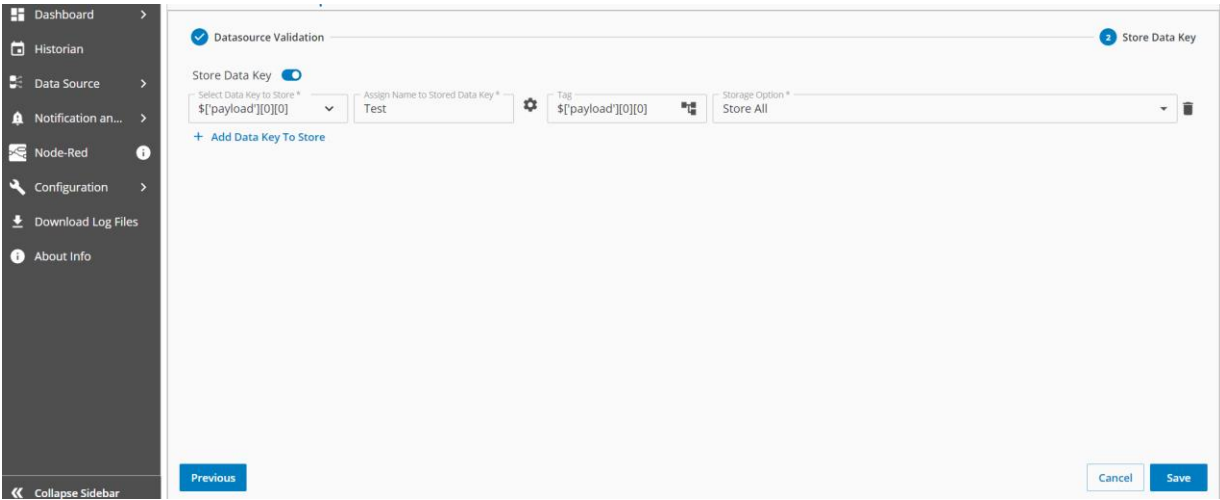 Dashboard
Historian
Data Source
Notification an...
Node-Red
Configuration
Download Log Files
About Info
Collapse Sidebar
Datasource Validation
2 Store Data Key
Store Data Key
Select Data Key to Store *
$['payload'][0][0]
Assign Name to Stored Data Key *
Test
Tag
$['payload'][0][0]
Storage Option *
Store All
+ Add Data Key To Store
Previous
Cancel
Save